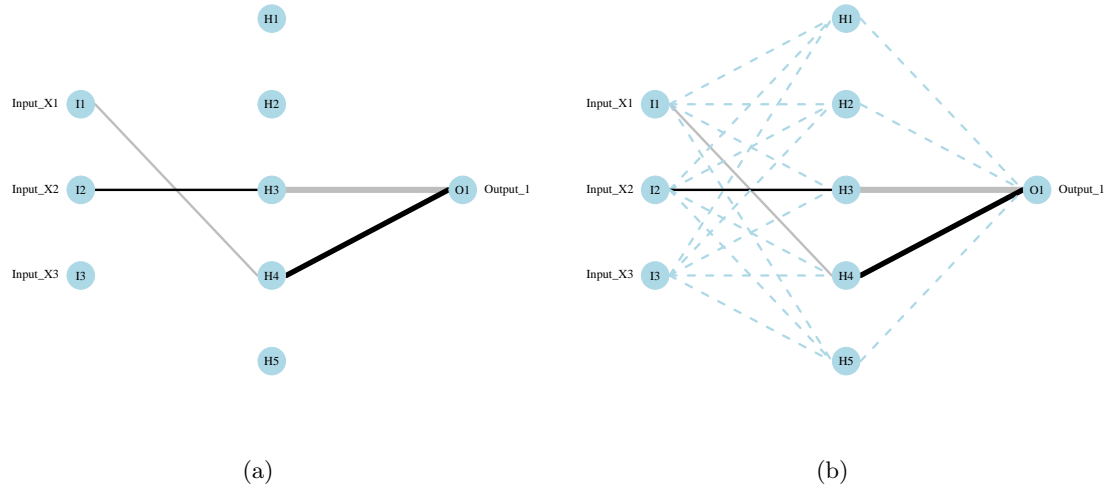 H1
Input_X1 I1 H2
Input_X2 I2 H3 O1 Output_1
Input_X3 I3 H4
H5
(a)
H1
Input_X1 I1 H2
Input_X2 I2 H3 O1 Output_1
Input_X3 I3 H4
H5
(b)